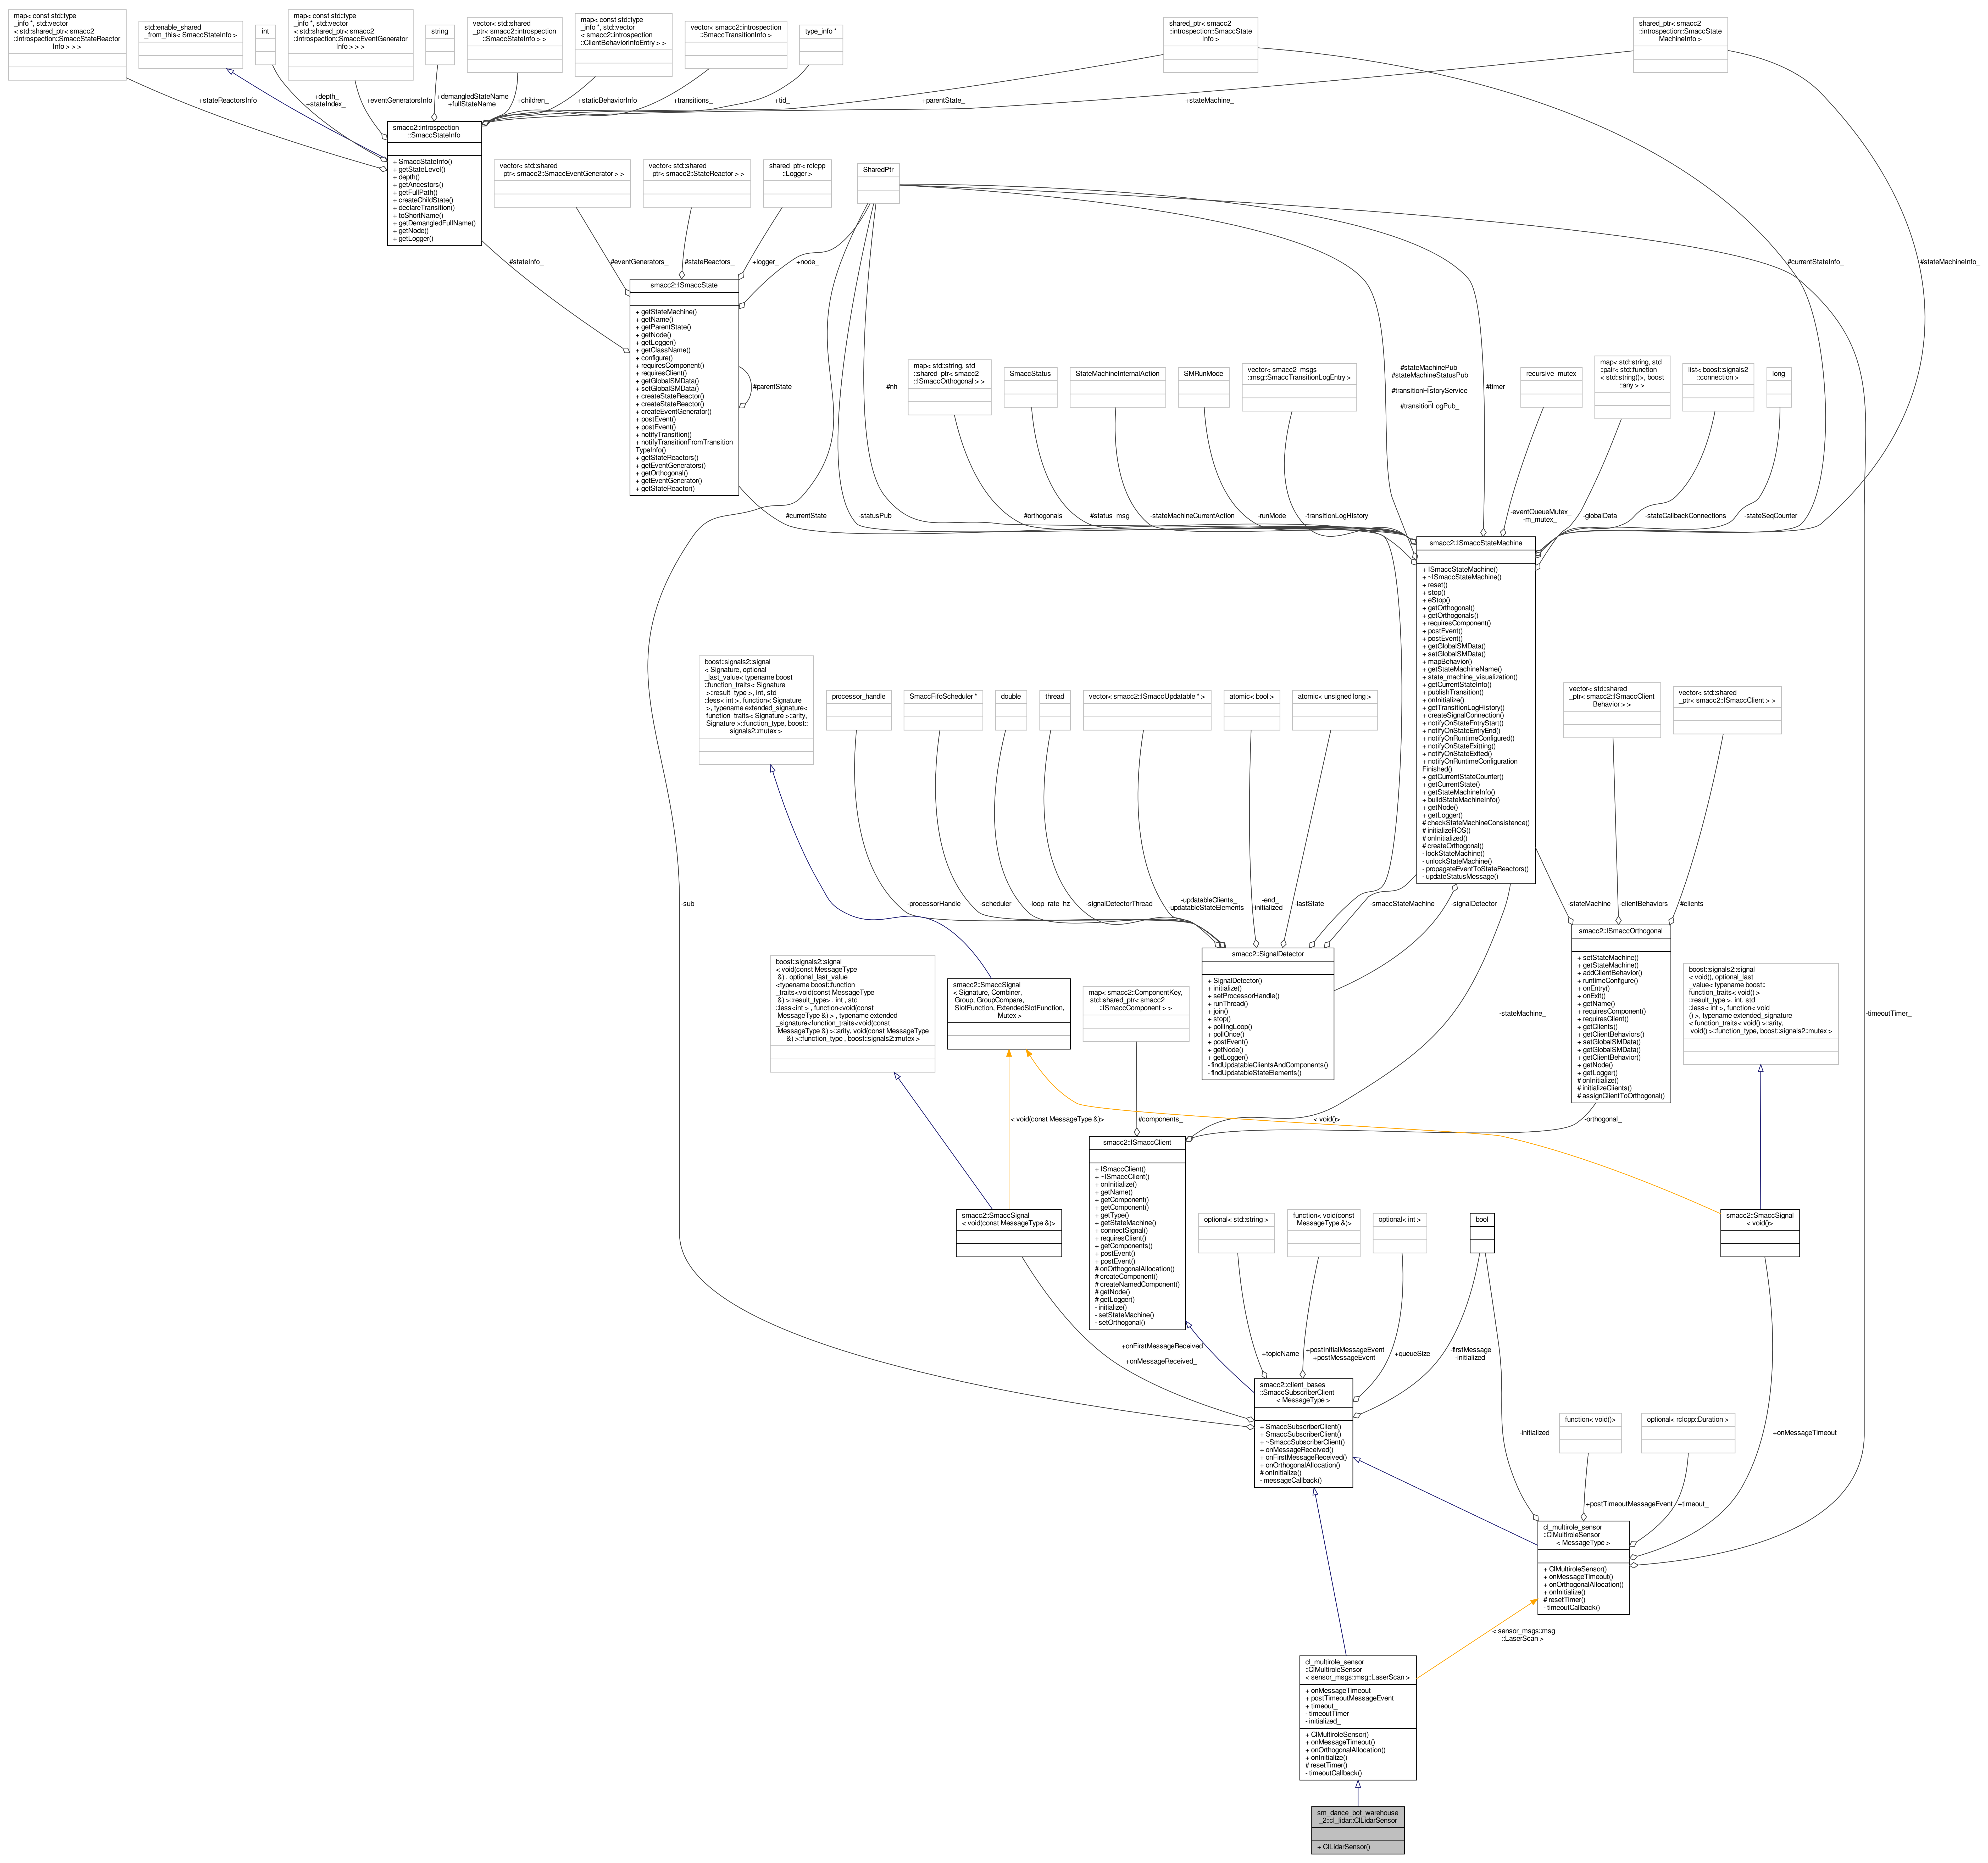 map< const std::type
_info *, std::vector
< std::shared_ptr< smacc2
::introspection::SmaccStateReactor
Info > > >
std::enable_shared
_from_this< SmaccStateInfo >
int
map< const std::type
_info *, std::vector
< std::shared_ptr< smacc2
::introspection::SmaccEventGenerator
Info > > >
string
vector< std::shared
_ptr< smacc2::introspection
::SmaccStateInfo > >
map< const std::type
_info *, std::vector
< smacc2::introspection
::ClientBehaviorInfoEntry > >
vector< smacc2::introspection
::SmaccTransitionInfo >
type_info *
shared_ptr< smacc2
::introspection::SmaccState
Info >
shared_ptr< smacc2
::introspection::SmaccState
MachineInfo >
+stateReactorsInfo
+depth_
+stateIndex_
+eventGeneratorsInfo
+demangledStateName
+fullStateName
+children_
+staticBehaviorInfo
+transitions_
+tid_
+parentState_
+stateMachine_
smacc2::introspection
::SmaccStateInfo
+ SmaccStateInfo()
+ getStateLevel()
+ depth()
+ getAncestors()
+ getFullPath()
+ createChildState()
+ declareTransition()
+ toShortName()
+ getDemangledFullName()
+ getNode()
+ getLogger()
vector< std::shared
_ptr< smacc2::SmaccEventGenerator > >
vector< std::shared
_ptr< smacc2::StateReactor > >
shared_ptr< rclcpp
::Logger >
SharedPtr
#stateInfo_
#eventGenerators_
#stateReactors_
+logger_
+node_
#currentStateInfo_
#stateMachineInfo_
smacc2::ISmaccState
+ getStateMachine()
+ getName()
+ getParentState()
+ getNode()
+ getLogger()
+ getClassName()
+ configure()
+ requiresComponent()
+ requiresClient()
+ getGlobalSMData()
+ setGlobalSMData()
+ createStateReactor()
+ createStateReactor()
+ createEventGenerator()
+ postEvent()
+ postEvent()
+ notifyTransition()
+ notifyTransitionFromTransition
TypeInfo()
+ getStateReactors()
+ getEventGenerators()
+ getOrthogonal()
+ getEventGenerator()
+ getStateReactor()
#parentState_
#nh_
map< std::string, std
::shared_ptr< smacc2
::ISmaccOrthogonal > >
SmaccStatus
StateMachineInternalAction
SMRunMode
vector< smacc2_msgs
::msg::SmaccTransitionLogEntry >
#stateMachinePub_
#stateMachineStatusPub
_
#transitionHistoryService
_
#transitionLogPub_
#timer_
recursive_mutex
map< std::string, std
::pair< std::function
< std::string()>, boost
::any > >
list< boost::signals2
::connection >
long
#currentState_
-statusPub_
#orthogonals_
#status_msg_
-stateMachineCurrentAction
-runMode_
-transitionLogHistory_
-eventQueueMutex_
-m_mutex_
-globalData_
-stateCallbackConnections
-stateSeqCounter_
smacc2::ISmaccStateMachine
+ ISmaccStateMachine()
+ ~ISmaccStateMachine()
+ reset()
+ stop()
+ eStop()
+ getOrthogonal()
+ getOrthogonals()
+ requiresComponent()
+ postEvent()
+ postEvent()
+ getGlobalSMData()
+ setGlobalSMData()
+ mapBehavior()
+ getStateMachineName()
+ state_machine_visualization()
+ getCurrentStateInfo()
+ publishTransition()
+ onInitialize()
+ getTransitionLogHistory()
+ createSignalConnection()
+ notifyOnStateEntryStart()
+ notifyOnStateEntryEnd()
+ notifyOnRuntimeConfigured()
+ notifyOnStateExitting()
+ notifyOnStateExited()
+ notifyOnRuntimeConfiguration
Finished()
+ getCurrentStateCounter()
+ getCurrentState()
+ getStateMachineInfo()
+ buildStateMachineInfo()
+ getNode()
+ getLogger()
# checkStateMachineConsistence()
# initializeROS()
# onInitialized()
# createOrthogonal()
- lockStateMachine()
- unlockStateMachine()
- propagateEventToStateReactors()
- updateStatusMessage()
boost::signals2::signal
< Signature, optional
_last_value< typename boost
::function_traits< Signature
>::result_type >, int, std
::less< int >, function< Signature
>, typename extended_signature<
function_traits< Signature >::arity,
Signature >::function_type, boost::
signals2::mutex >
processor_handle
SmaccFifoScheduler *
double
thread
vector< smacc2::ISmaccUpdatable * >
atomic< bool >
atomic< unsigned long >
vector< std::shared
_ptr< smacc2::ISmaccClient
Behavior > >
vector< std::shared
_ptr< smacc2::ISmaccClient > >
-sub_
-processorHandle_
-scheduler_
-loop_rate_hz
-signalDetectorThread_
-updatableClients_
-updatableStateElements_
-end_
-initialized_
-lastState_
-smaccStateMachine_
-signalDetector_
-stateMachine_
-clientBehaviors_
#clients_
smacc2::SignalDetector
+ SignalDetector()
+ initialize()
+ setProcessorHandle()
+ runThread()
+ join()
+ stop()
+ pollingLoop()
+ pollOnce()
+ postEvent()
+ getNode()
+ getLogger()
- findUpdatableClientsAndComponents()
- findUpdatableStateElements()
smacc2::ISmaccOrthogonal
+ setStateMachine()
+ getStateMachine()
+ addClientBehavior()
+ runtimeConfigure()
+ onEntry()
+ onExit()
+ getName()
+ requiresComponent()
+ requiresClient()
+ getClients()
+ getClientBehaviors()
+ setGlobalSMData()
+ getGlobalSMData()
+ getClientBehavior()
+ getNode()
+ getLogger()
# onInitialize()
# initializeClients()
# assignClientToOrthogonal()
boost::signals2::signal
< void(const MessageType
&) , optional_last_value
<typename boost::function
_traits<void(const MessageType
&) >::result_type> , int , std
::less<int > , function<void(const
MessageType &) > , typename extended
_signature<function_traits<void(const
MessageType &) >::arity, void(const MessageType
&) >::function_type , boost::signals2::mutex >
smacc2::SmaccSignal
< Signature, Combiner,
Group, GroupCompare,
SlotFunction, ExtendedSlotFunction,
Mutex >
map< smacc2::ComponentKey,
std::shared_ptr< smacc2
::ISmaccComponent > >
boost::signals2::signal
< void(), optional_last
_value< typename boost::
function_traits< void() >
::result_type >, int, std
::less< int >, function< void
() >, typename extended_signature
< function_traits< void() >::arity,
void() >::function_type, boost::signals2::mutex >
-stateMachine_
-timeoutTimer_
< void(const MessageType &)>
#components_
< void()>
-orthogonal_
smacc2::ISmaccClient
+ ISmaccClient()
+ ~ISmaccClient()
+ onInitialize()
+ getName()
+ getComponent()
+ getComponent()
+ getType()
+ getStateMachine()
+ connectSignal()
+ requiresClient()
+ getComponents()
+ postEvent()
+ postEvent()
# onOrthogonalAllocation()
# createComponent()
# createNamedComponent()
# getNode()
# getLogger()
- initialize()
- setStateMachine()
- setOrthogonal()
smacc2::SmaccSignal
< void(const MessageType &)>
optional< std::string >
function< void(const
MessageType &)>
optional< int >
bool
smacc2::SmaccSignal
< void()>
+onFirstMessageReceived
_
+onMessageReceived_
+topicName
+postInitialMessageEvent
+postMessageEvent
+queueSize
-firstMessage_
-initialized_
smacc2::client_bases
::SmaccSubscriberClient
< MessageType >
+ SmaccSubscriberClient()
+ SmaccSubscriberClient()
+ ~SmaccSubscriberClient()
+ onMessageReceived()
+ onFirstMessageReceived()
+ onOrthogonalAllocation()
# onInitialize()
- messageCallback()
function< void()>
optional< rclcpp::Duration >
-initialized_
+onMessageTimeout_
+postTimeoutMessageEvent
+timeout_
cl_multirole_sensor
::ClMultiroleSensor
< MessageType >
+ ClMultiroleSensor()
+ onMessageTimeout()
+ onOrthogonalAllocation()
+ onInitialize()
# resetTimer()
- timeoutCallback()
< sensor_msgs::msg
::LaserScan >
cl_multirole_sensor
::ClMultiroleSensor
< sensor_msgs::msg::LaserScan >
+ onMessageTimeout_
+ postTimeoutMessageEvent
+ timeout_
- timeoutTimer_
- initialized_
+ ClMultiroleSensor()
+ onMessageTimeout()
+ onOrthogonalAllocation()
+ onInitialize()
# resetTimer()
- timeoutCallback()
sm_dance_bot_warehouse
_2::cl_lidar::ClLidarSensor
+ ClLidarSensor()